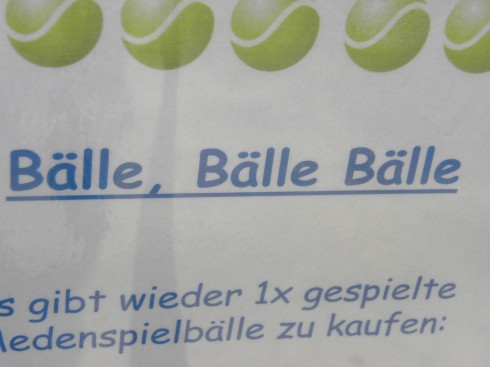 Bälle, Bälle Bälle
s gibt wieder 1x gespielte
edenspielbälle zu kaufen: